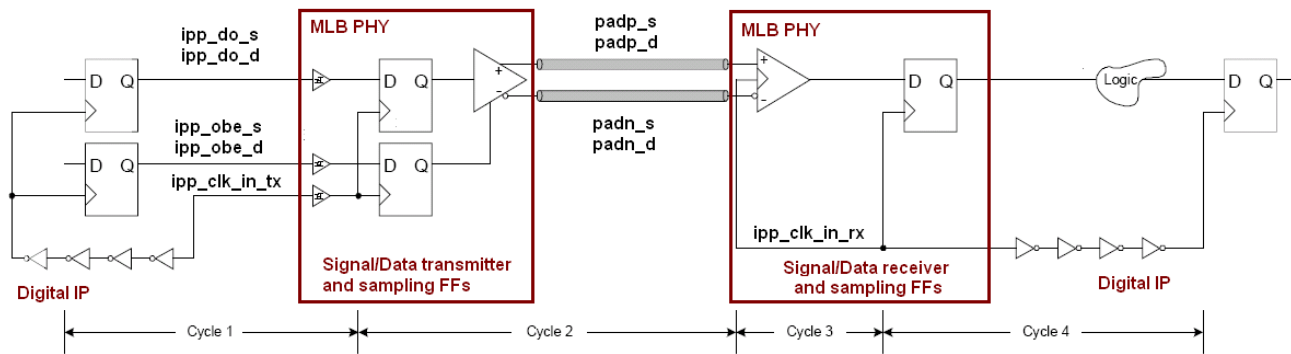 MLB PHY
ipp_do_s
ipp_do_d
D Q
D Q
+
-
padp_s
padp_d
MLB PHY
+
-
D Q
Logic
D Q
ipp_obe_s
ipp_obe_d
D Q
D Q
padn_s
padn_d
ipp_clk_in_tx
ipp_clk_in_rx
Digital IP
Signal/Data transmitter
and sampling FFs
Signal/Data receiver
and sampling FFs
Digital IP
Cycle 1
Cycle 2
Cycle 3
Cycle 4